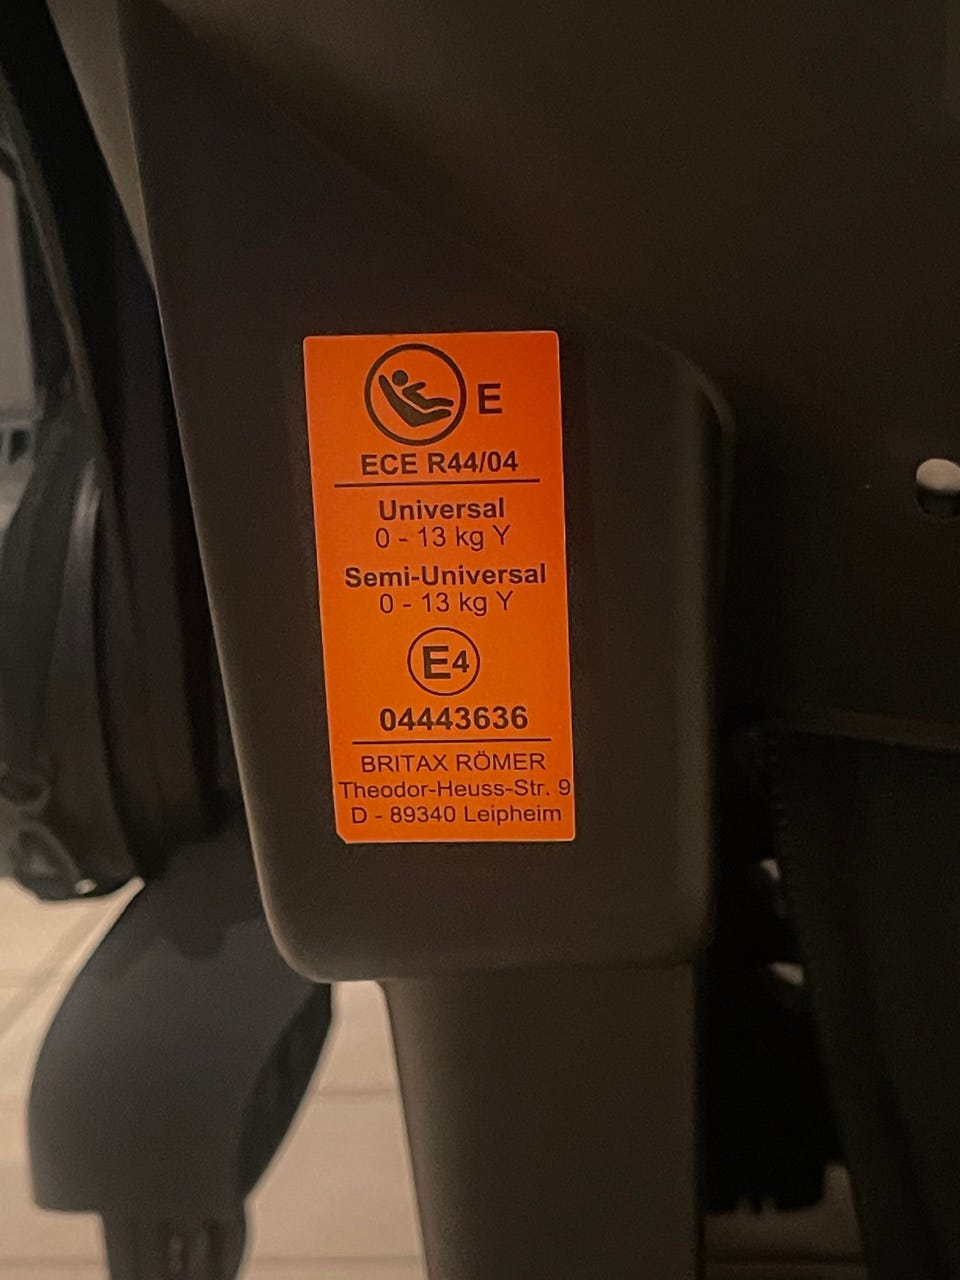 E
ECE R44/04
Universal
0 - 13 kg Y
Semi-Universal
0 - 13 kg Y
E4
04443636
BRITAX RÖMER
Theodor-Heuss-Str. 9
D - 89340 Leipheim